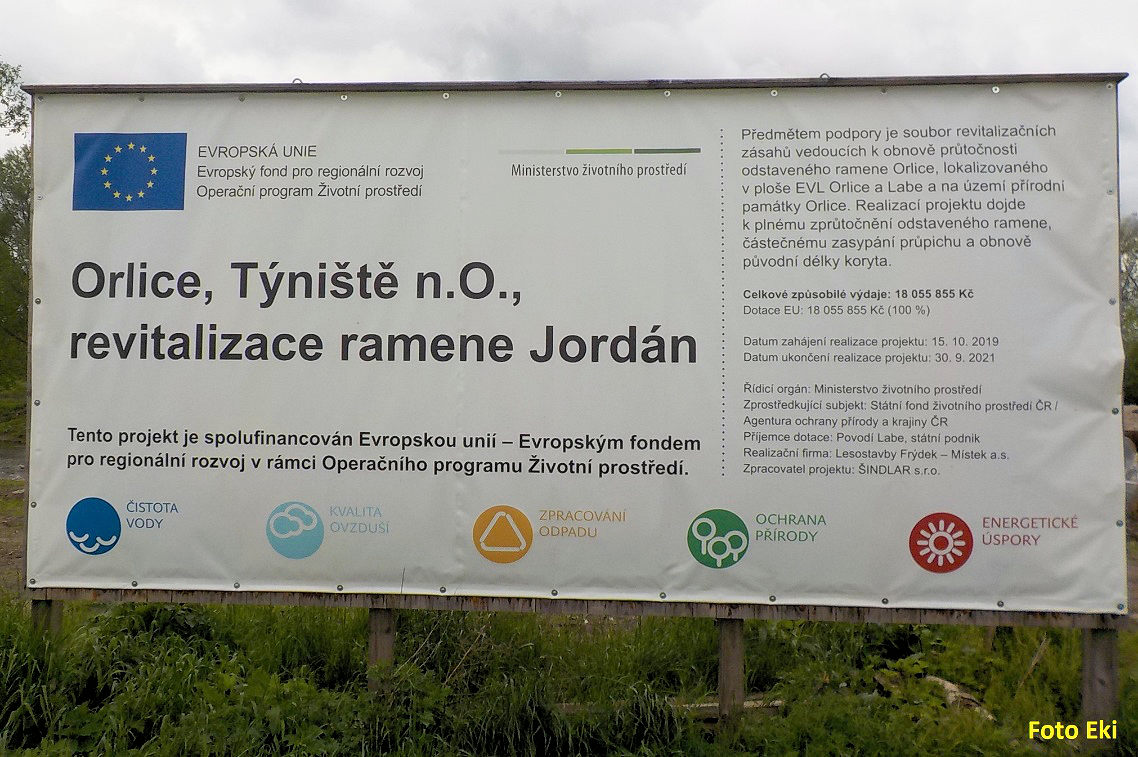 EVROPSKÁ UNIE
Evropský fond pro regionální rozvoj
Operační program Životní prostředí
Ministerstvo životního prostředí
Orlice, Týniště n.O.,
revitalizace ramene Jordán
Tento projekt je spolufinancován Evropskou unií – Evropským fondem
pro regionální rozvoj v rámci Operačního programu Životní prostředí.
Předmětem podpory je soubor revitalizačních
zásahů vedoucích k obnově průtočnosti
odstaveného ramene Orlice, lokalizovaného
v ploše EVL Orlice a Labe a na území přírodní
památky Orlice. Realizací projektu dojde
k plnému zprůtočnění odstaveného ramene,
částečnému zasypání průpichu a obnově
původní délky koryta.
Celkové způsobilé výdaje: 18 055 855 Kč
Dotace EU: 18 055 855 Kč (100 %)
Datum zahájení realizace projektu: 15. 10. 2019
Datum ukončení realizace projektu: 30. 9. 2021
Řídicí orgán: Ministerstvo životního prostředí
Zprostředkující subjekt: Státní fond životního prostředí ČR /
Agentura ochrany přírody a krajiny ČR
Příjemce dotace: Povodí Labe, státní podnik
Realizační firma: Lesostavby Frýdek – Místek a.s.
Zpracovatel projektu: ŠINDLAR s.r.o.
ČISTOTA
VODY
KVALITA
OVZDUŠÍ
ZPRACOVÁNÍ
ODPADU
OCHRANA
PŘÍRODY
ENERGETICKÉ
ÚSPORY
Foto Eki